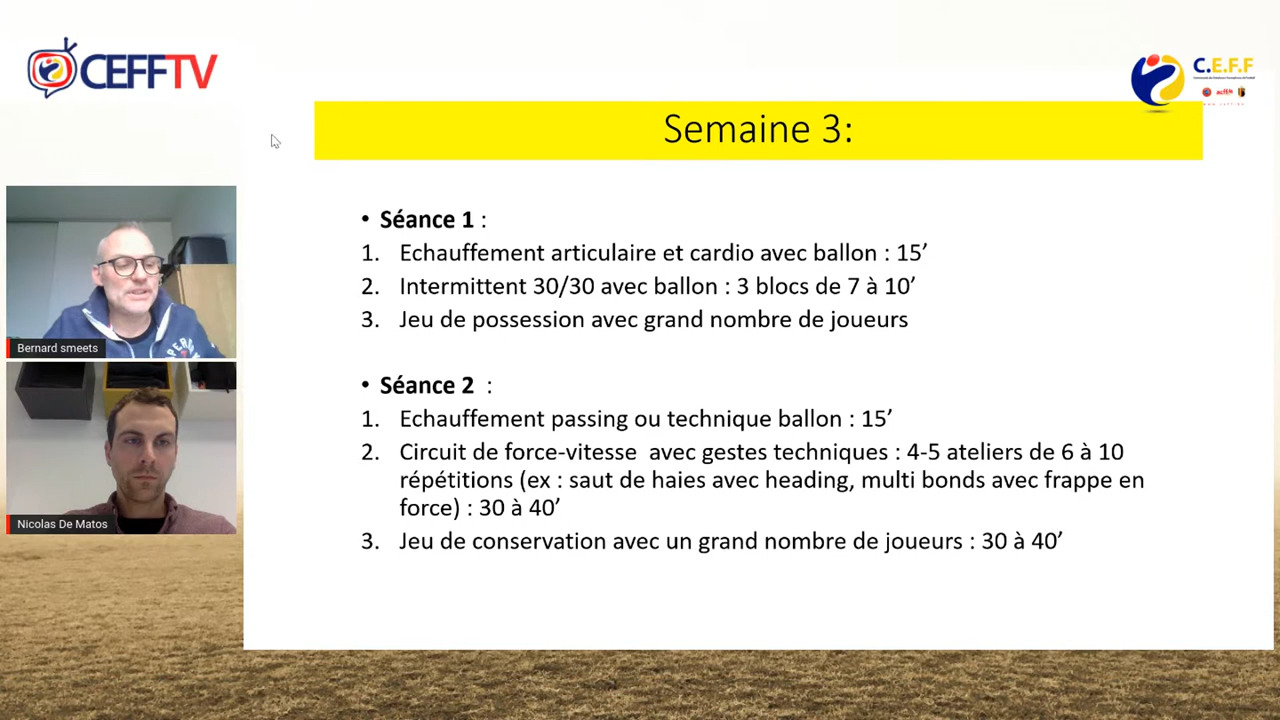 CEFFTV
C.E.F.F
Semaine 3:
• Séance 1 :
1. Echauffement articulaire et cardio avec ballon : 15’
2. Intermittent 30/30 avec ballon : 3 blocs de 7 à 10’
3. Jeu de possession avec grand nombre de joueurs
• Séance 2 :
1. Echauffement passing ou technique ballon : 15’
2. Circuit de force-vitesse avec gestes techniques : 4-5 ateliers de 6 à 10
répétitions (ex : saut de haies avec heading, multi bonds avec frappe en
force) : 30 à 40’
3. Jeu de conservation avec un grand nombre de joueurs : 30 à 40’
Bernard smeets
Nicolas De Matos